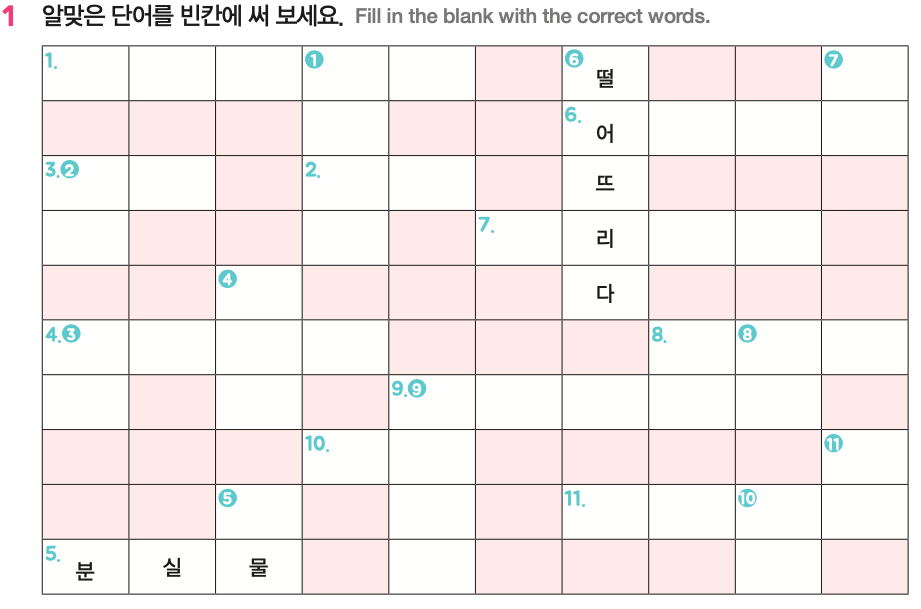 1 알맞은 단어를 빈칸에 써 보세요. Fill in the blank with the correct words.
1. ❶ ❻ 떨 ❼
6. 어
3.❷ 2. 뜨
7. 리
❹ 다
4.❸ 8. ❽
9.❾
10. ⓫
❺ 11. ❿
5. 분 실 물